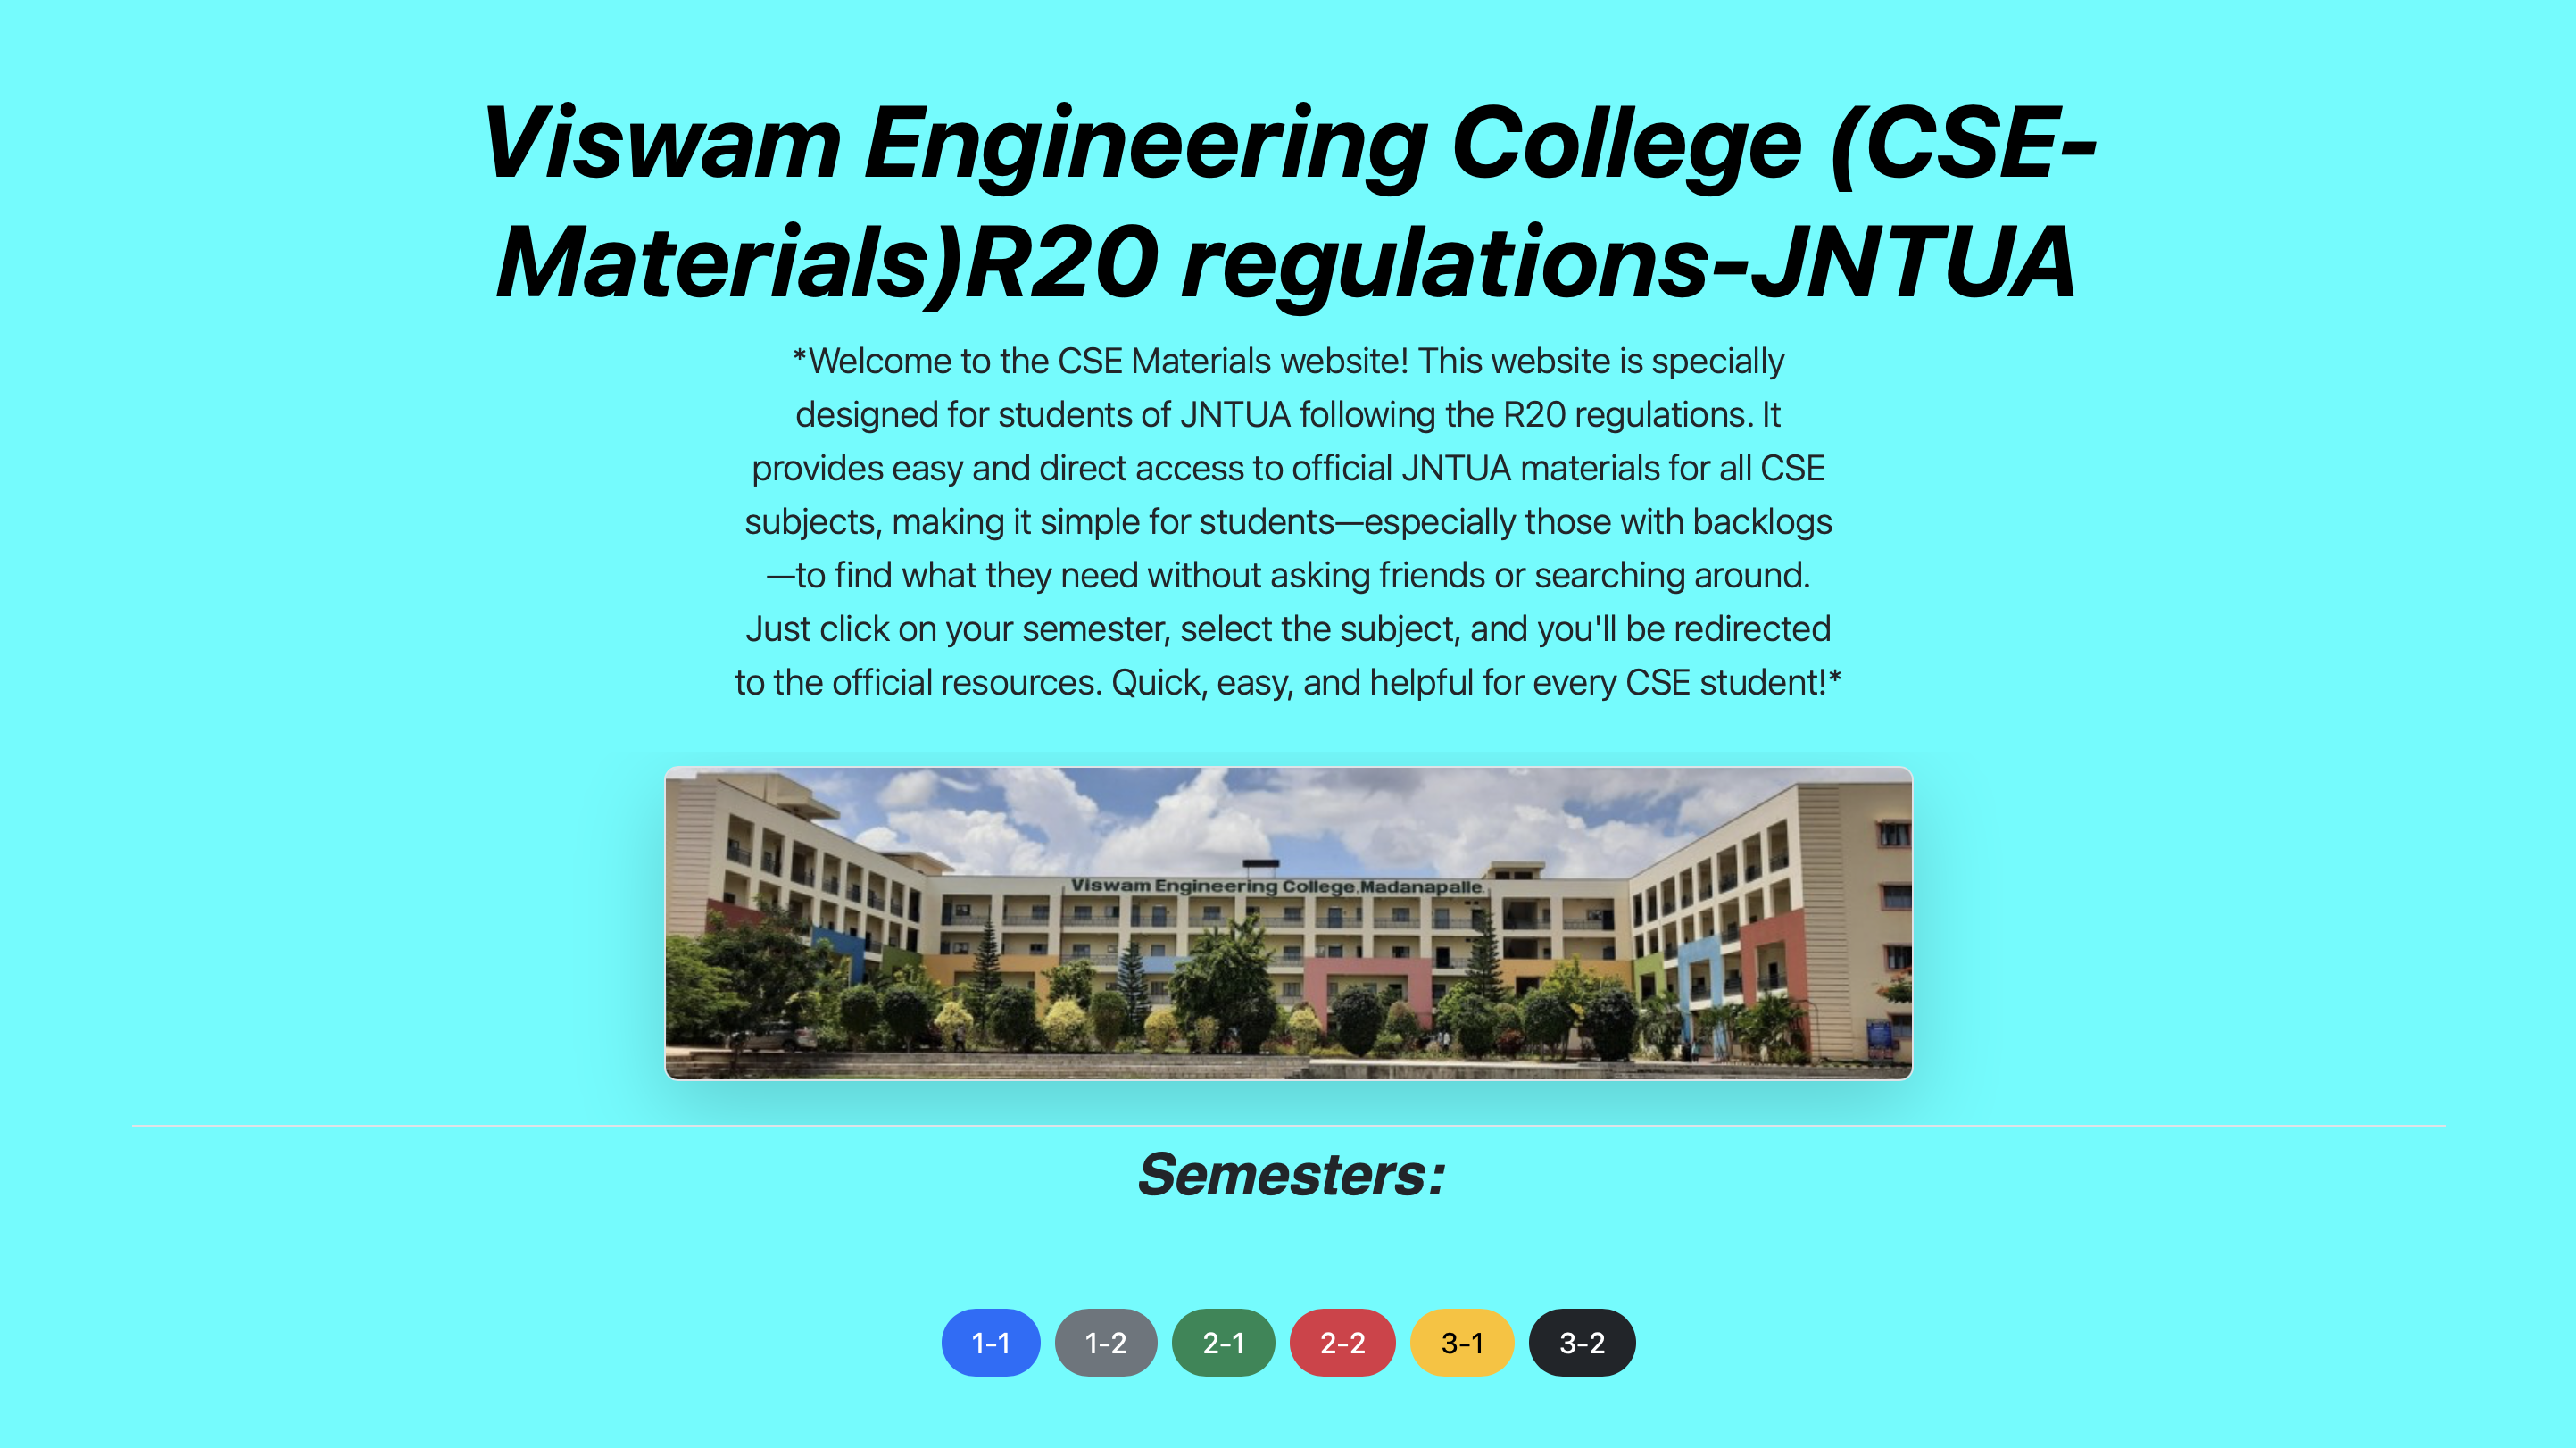 Viswam Engineering College (CSE-
Materials)R20 regulations-JNTUA
*Welcome to the CSE Materials website! This website is specially
designed for students of JNTUA following the R20 regulations. It
provides easy and direct access to official JNTUA materials for all CSE
subjects, making it simple for students—especially those with backlogs
—to find what they need without asking friends or searching around.
Just click on your semester, select the subject, and you'll be redirected
to the official resources. Quick, easy, and helpful for every CSE student!*
Viswam Engineering College.Madanapalle.
Semesters:
1-1 1-2 2-1 2-2 3-1 3-2